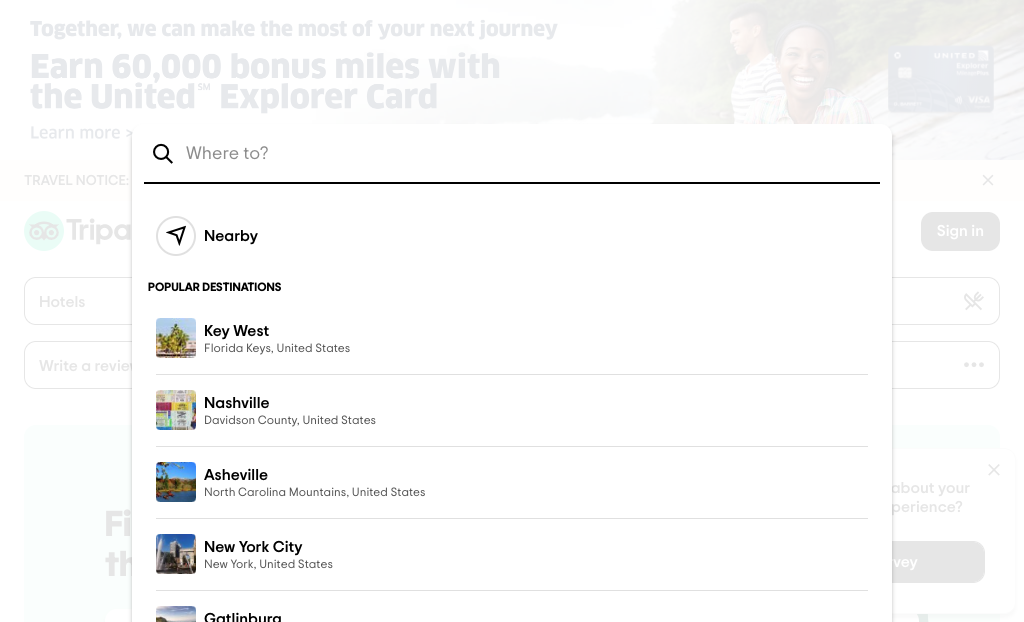 Together, we can make the most of your next journey
Earn 60,000 bonus miles with
the United℠ Explorer Card
Learn more >
UNITED
Explorer
VISA
Where to?
TRAVEL NOTICE:
Tripa
Sign in
Nearby
POPULAR DESTINATIONS
Hotels
Key West
Florida Keys, United States
Write a revie
Nashville
Davidson County, United States
Asheville
North Carolina Mountains, United States
about your
perience?
New York City
New York, United States
Fi
th
vey
Gatlinburg